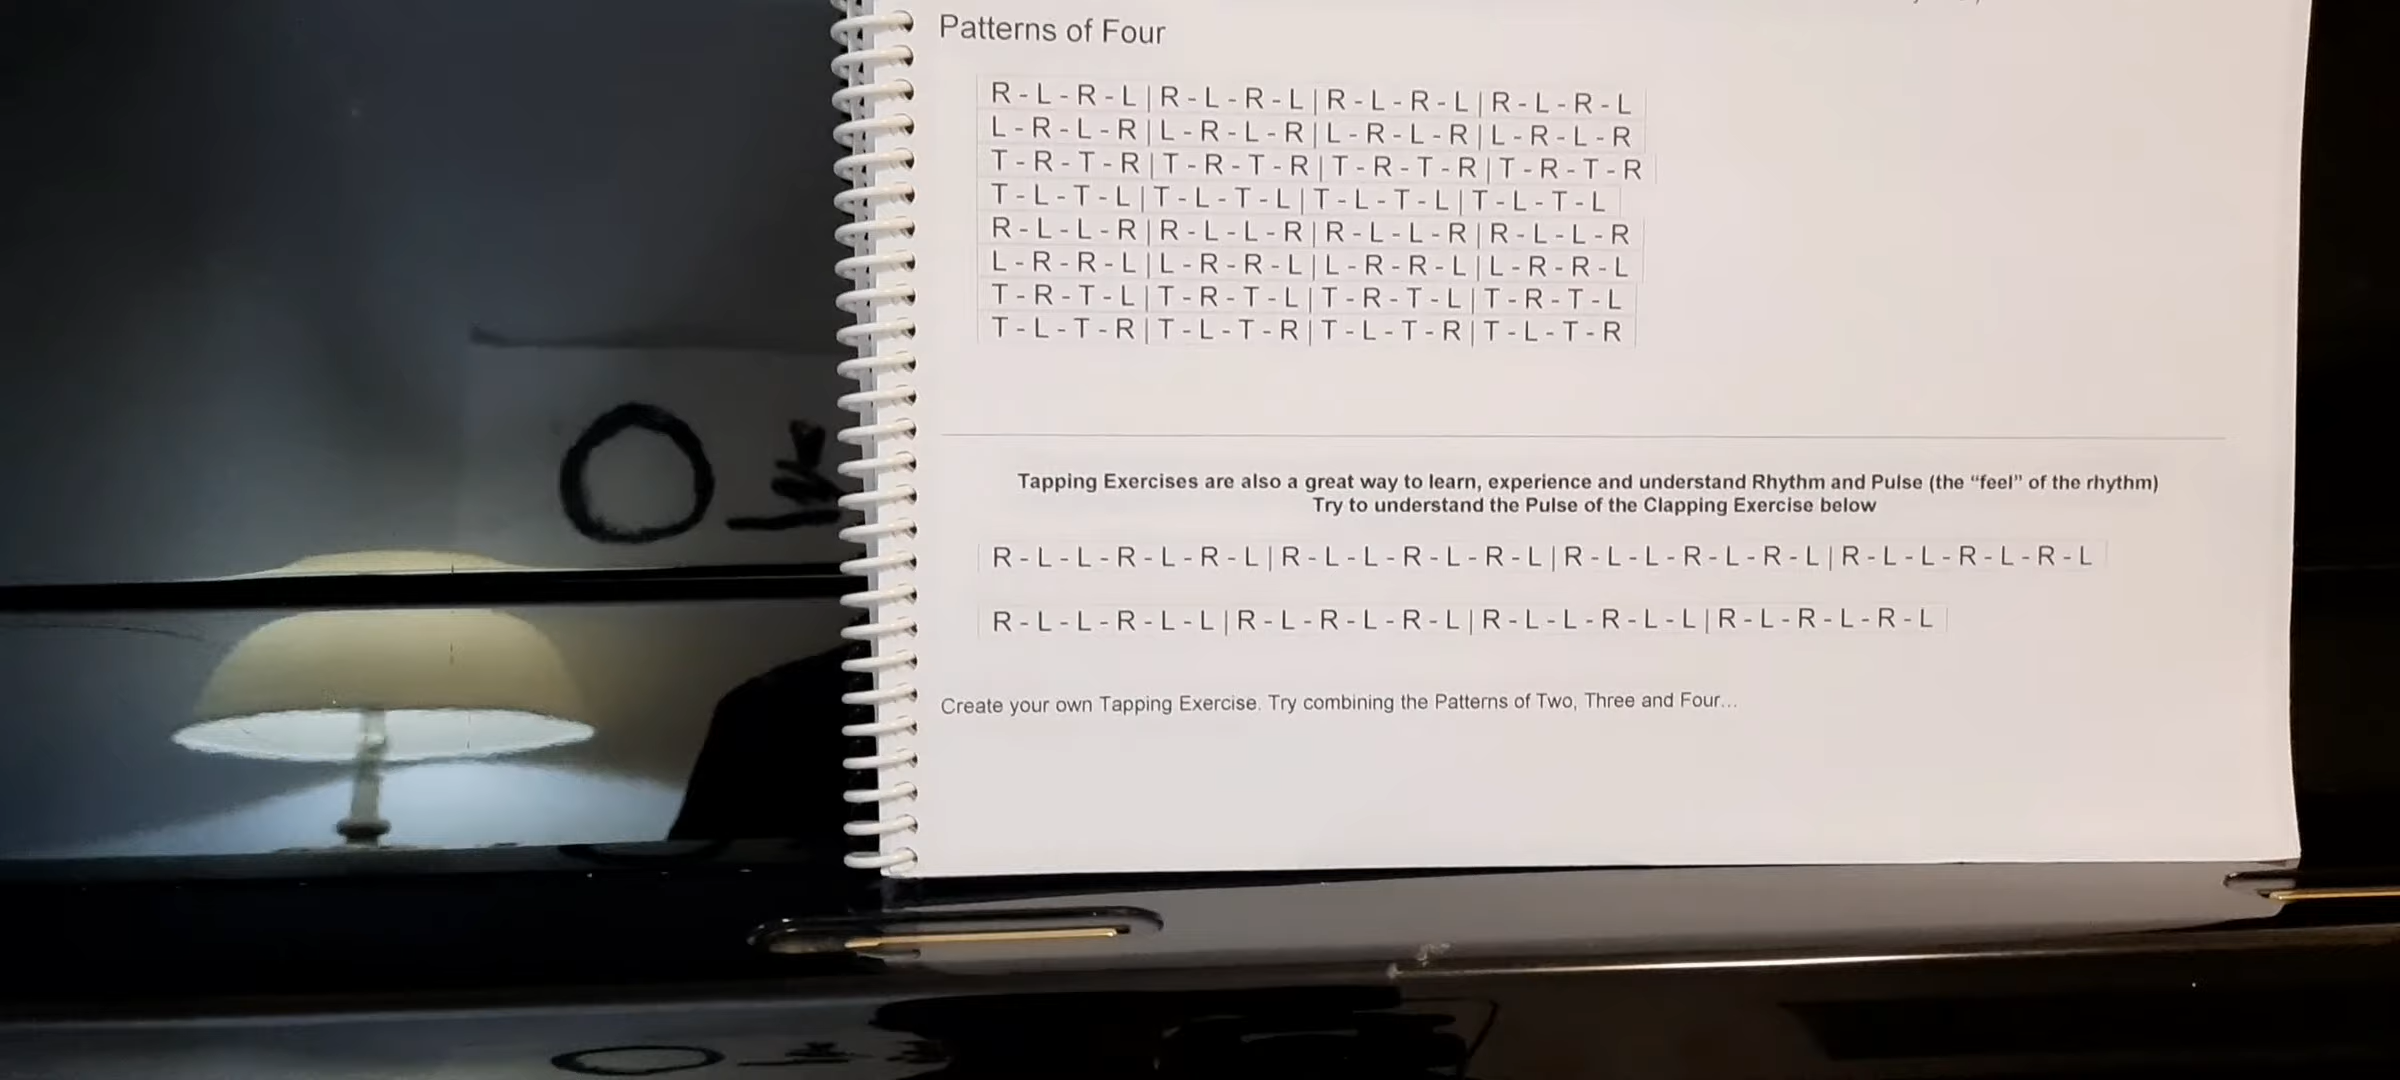 Patterns of Four
R - L - R - L | R - L - R - L | R - L - R - L | R - L - R - L
L - R - L - R | L - R - L - R | L - R - L - R | L - R - L - R
T - R - T - R | T - R - T - R | T - R - T - R | T - R - T - R
T - L - T - L | T - L - T - L | T - L - T - L | T - L - T - L
R - L - L - R | R - L - L - R | R - L - L - R | R - L - L - R
L - R - R - L | L - R - R - L | L - R - R - L | L - R - R - L
T - R - T - L | T - R - T - L | T - R - T - L | T - R - T - L
T - L - T - R | T - L - T - R | T - L - T - R | T - L - T - R
Tapping Exercises are also a great way to learn, experience and understand Rhythm and Pulse (the “feel” of the rhythm)
Try to understand the Pulse of the Clapping Exercise below
R - L - L - R - L - R - L | R - L - L - R - L - R - L | R - L - L - R - L - R - L | R - L - L - R - L - R - L
R - L - L - R - L - L | R - L - R - L - R - L | R - L - L - R - L - L | R - L - R - L - R - L
Create your own Tapping Exercise. Try combining the Patterns of Two, Three and Four...